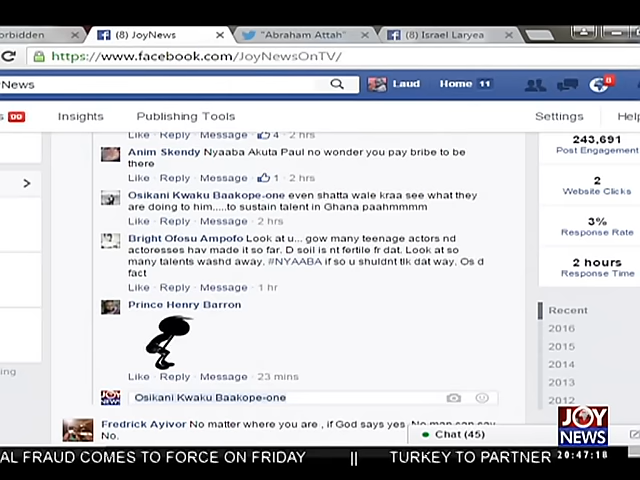 orbidden
(8) JoyNews
"Abraham Attah"
(8) Israel Laryea
https://www.facebook.com/JoyNewsOnTV/
News
Laud
Home 11
8
Insights
Publishing Tools
Settings
Help
Like · Reply · Message · 4 · 2 hrs
Anim Skendy Nyaaba Akuta Paul no wonder you pay bribe to be
there
Like · Reply · Message · 1 · 2 hrs
Osikani Kwaku Baakope-one even shatta wale kraa see what they
are doing to him.....to sustain talent in Ghana paahmmmm
Like · Reply · Message · 2 hrs
Bright Ofosu Ampofo Look at u... gow many teenage actors nd
actoresses hav made it so far. D soil is nt fertile fr dat. Look at so
many talents washd away. #NYAABA if so u shuldnt tlk dat way. Os d
fact
Like · Reply · Message · 1 hr
Prince Henry Barron
Like · Reply · Message · 23 mins
JOY NEWS
Osikani Kwaku Baakope-one
Fredrick Ayivor No matter where you are , if God says yes, No man can say
No.
243,691
Post Engagement
2
Website Clicks
3%
Response Rate
2 hours
Response Time
Recent
2016
2015
2014
2013
2012
ing
Chat (45)
JOY
NEWS
20:47:18
AL FRAUD COMES TO FORCE ON FRIDAY || TURKEY TO PARTNER